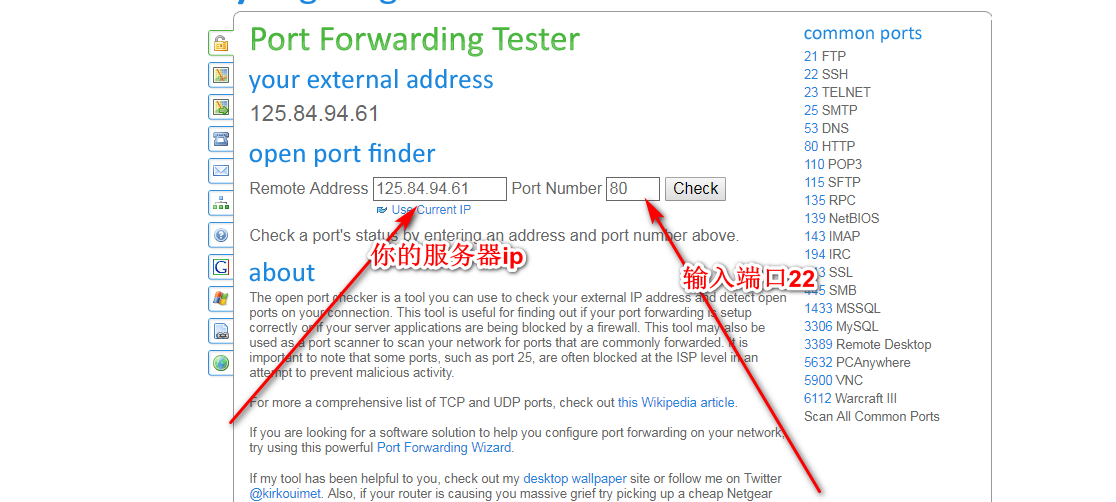 Port Forwarding Tester
your external address
125.84.94.61
open port finder
Remote Address 125.84.94.61 Port Number 80 Check
Use Current IP
Check a port's status by entering an address and port number above.
你的服务器ip
输入端口22
about
The open port checker is a tool you can use to check your external IP address and detect open
ports on your connection. This tool is useful for finding out if your port forwarding is setup
correctly or if your server applications are being blocked by a firewall. This tool may also be
used as a port scanner to scan your network for ports that are commonly forwarded. It is
important to note that some ports, such as port 25, are often blocked at the ISP level in an
attempt to prevent malicious activity.
For more a comprehensive list of TCP and UDP ports, check out this Wikipedia article.
If you are looking for a software solution to help you configure port forwarding on your network,
try using this powerful Port Forwarding Wizard.
If my tool has been helpful to you, check out my desktop wallpaper site or follow me on Twitter
@kirkouimet. Also, if your router is causing you massive grief try picking up a cheap Netgear
common ports
21 FTP
22 SSH
23 TELNET
25 SMTP
53 DNS
80 HTTP
110 POP3
115 SFTP
135 RPC
139 NetBIOS
143 IMAP
194 IRC
SSL
445 SMB
1433 MSSQL
3306 MySQL
3389 Remote Desktop
5632 PCAnywhere
5900 VNC
6112 Warcraft III
Scan All Common Ports